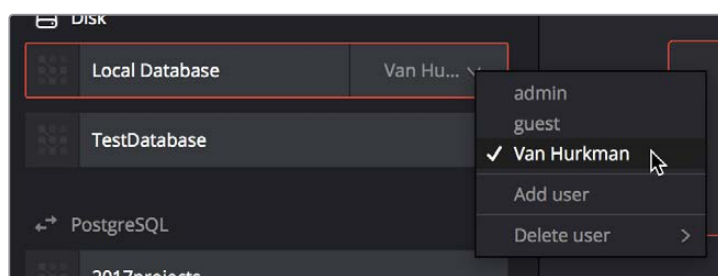 Disk
Local Database
Van Hu...
admin
guest
Van Hurkman
TestDatabase
Add user
Delete user
PostgreSQL
2017projects